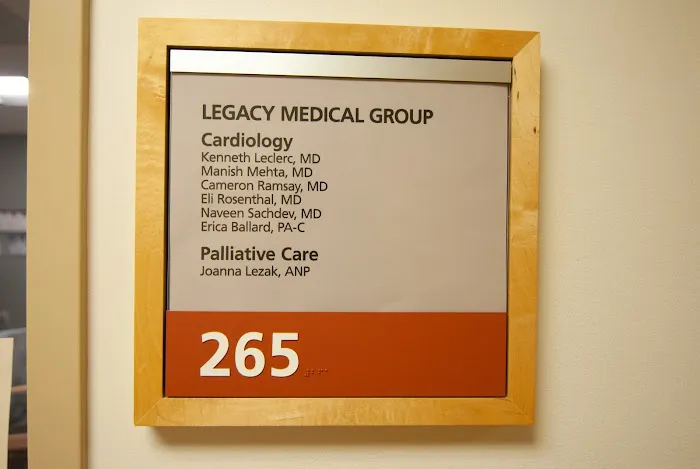 LEGACY MEDICAL GROUP
Cardiology
Kenneth Leclerc, MD
Manish Mehta, MD
Cameron Ramsay, MD
Eli Rosenthal, MD
Naveen Sachdev, MD
Erica Ballard, PA-C
Palliative Care
Joanna Lezak, ANP
265